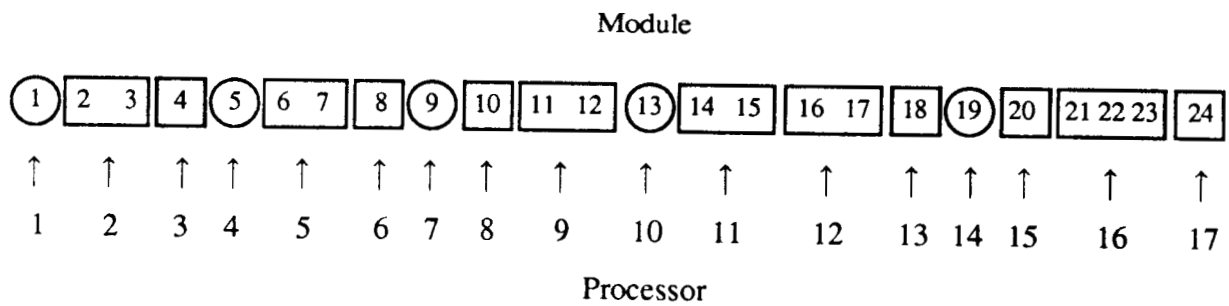 Module
1 2 3 4 5 6 7 8 9 10 11 12 13 14 15 16 17 18 19 20 21 22 23 24
1 2 3 4 5 6 7 8 9 10 11 12 13 14 15 16 17
Processor